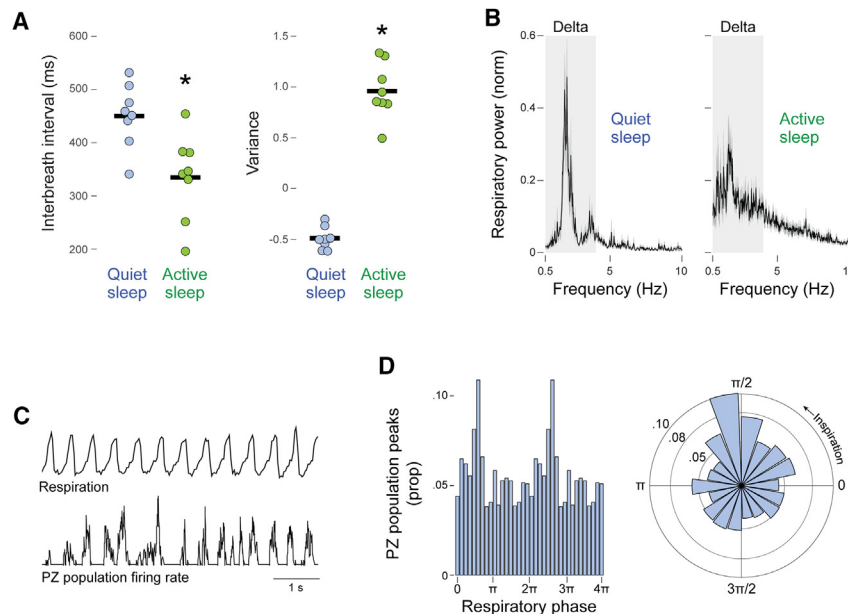 A
Interbreath interval (ms)
600
500
400
300
200
*
Quiet
sleep
Active
sleep
Variance
1.5
1.0
0.5
0
-0.5
*
Quiet
sleep
Active
sleep
B
Respiratory power (norm)
0.6
0.4
0.2
0
Delta
Quiet
sleep
0.5
5
10
Frequency (Hz)
Delta
Active
sleep
0.5
5
Frequency (Hz)
C
Respiration
PZ population firing rate
1 s
D
PZ population peaks
(prop)
.10
.05
0
0
π
2π
3π
4π
Respiratory phase
π/2
Inspiration
.10
.08
.05
π
0
3π/2